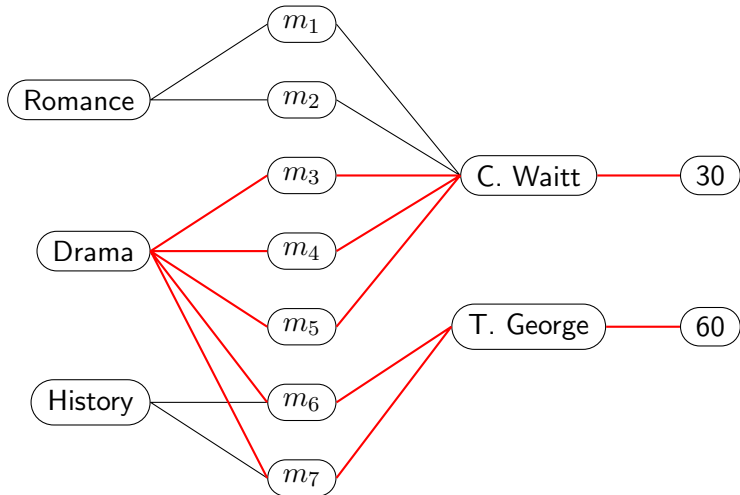 m₁
Romance
m₂
m₃
C. Waitt
30
Drama
m₄
m₅
T. George
60
History
m₆
m₇